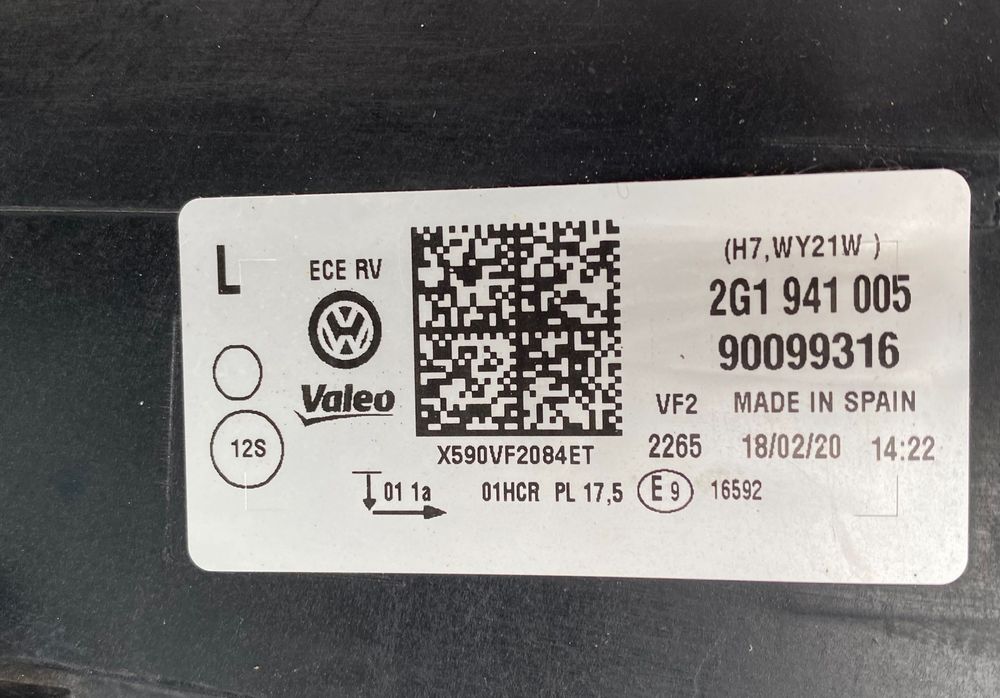 L
ECE RV
Valeo
12S
X590VF2084ET
(H7,WY21W )
2G1 941 005
90099316
VF2 MADE IN SPAIN
2265 18/02/20 14:22
01 1a 01HCR PL 17,5 E9 16592